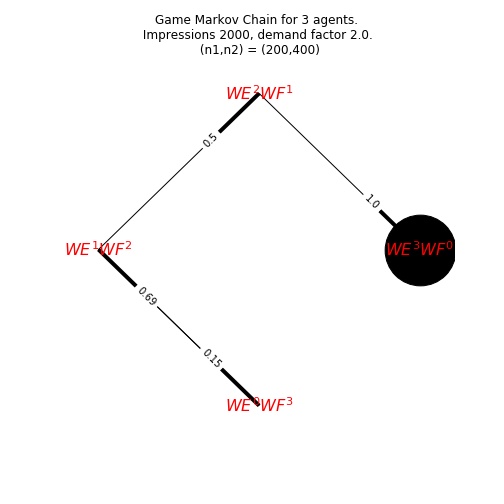 Game Markov Chain for 3 agents.
Impressions 2000, demand factor 2.0.
(n1,n2) = (200,400)
WE²WF¹
0.5
1.0
WE¹WF²
WE³WF⁰
0.69
0.15
WE⁰WF³